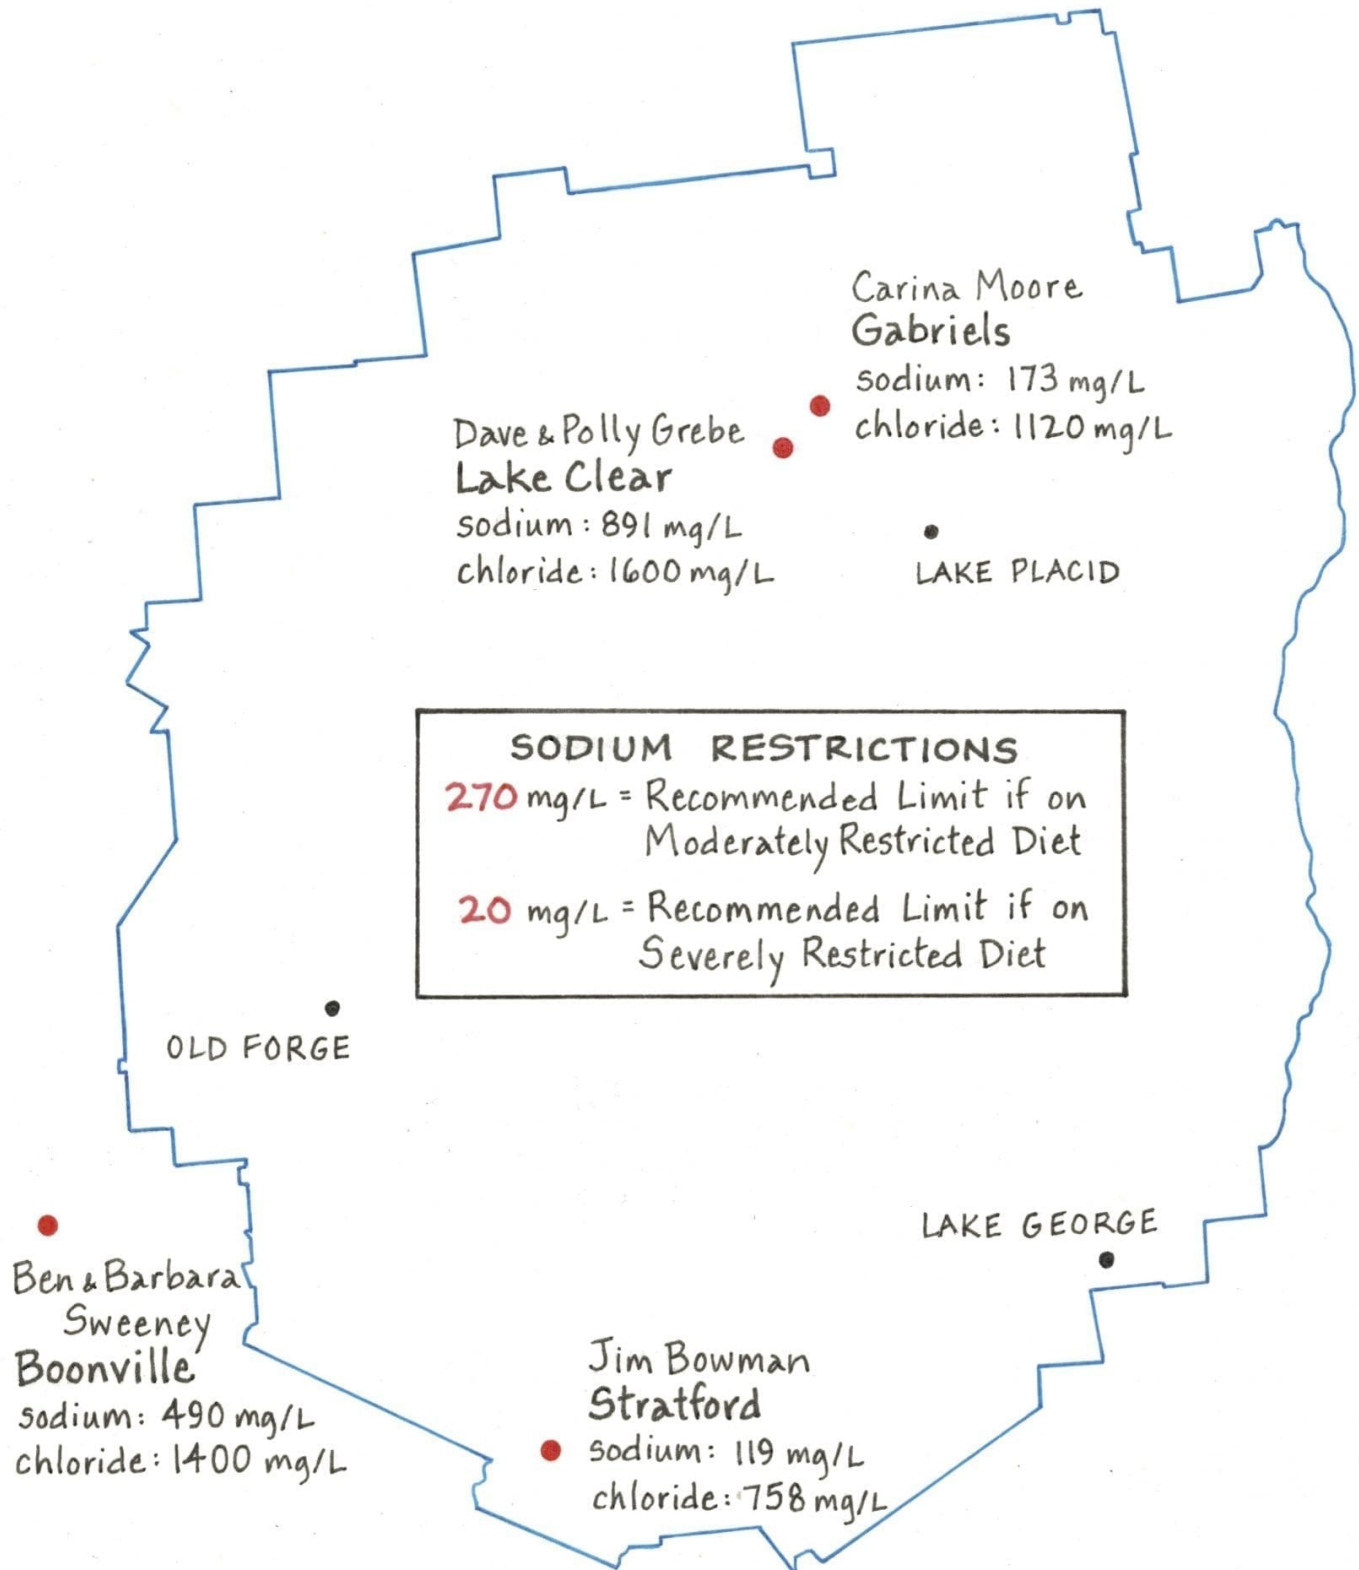 Carina Moore
Gabriels
sodium: 173 mg/L
chloride: 1120 mg/L
Dave & Polly Grebe
Lake Clear
sodium: 891 mg/L
chloride: 1600 mg/L
LAKE PLACID
SODIUM RESTRICTIONS
270 mg/L = Recommended Limit if on
Moderately Restricted Diet
20 mg/L = Recommended Limit if on
Severely Restricted Diet
OLD FORGE
LAKE GEORGE
Ben & Barbara
Sweeney
Boonville
sodium: 490 mg/L
chloride: 1400 mg/L
Jim Bowman
Stratford
sodium: 119 mg/L
chloride: 758 mg/L